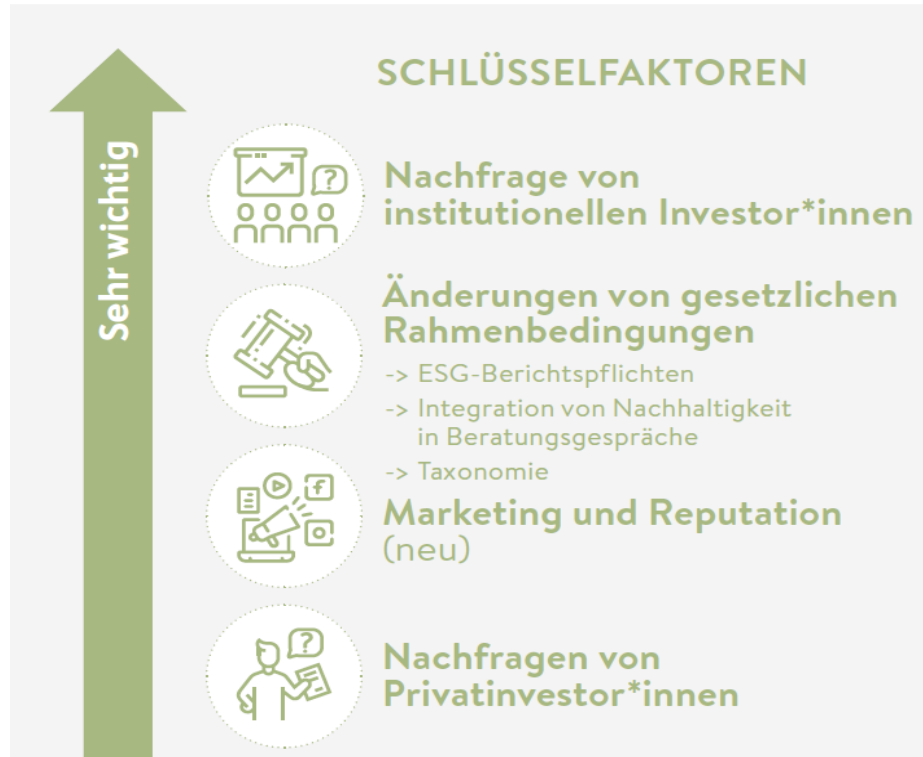 SCHLÜSSELFAKTOREN
Sehr wichtig
Nachfrage von
institutionellen Investor*innen
Änderungen von gesetzlichen
Rahmenbedingungen
-> ESG-Berichtspflichten
-> Integration von Nachhaltigkeit
in Beratungsgespräche
-> Taxonomie
Marketing und Reputation
(neu)
Nachfragen von
Privatinvestor*innen